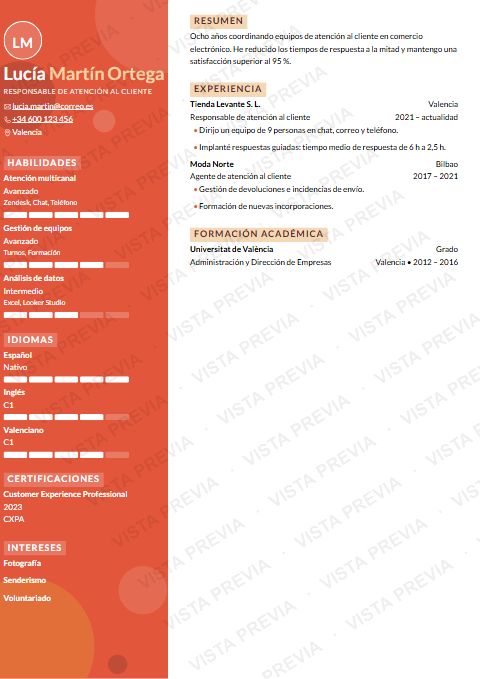 LM
Lucía Martín Ortega
RESPONSABLE DE ATENCIÓN AL CLIENTE
lucia.martin@correo.es
+34 600 123 456
Valencia
HABILIDADES
Atención multicanal
Avanzado
Zendesk, Chat, Teléfono
Gestión de equipos
Avanzado
Turnos, Formación
Análisis de datos
Intermedio
Excel, Looker Studio
IDIOMAS
Español
Nativo
Inglés
C1
Valenciano
C1
CERTIFICACIONES
Customer Experience Professional
2023
CXPA
INTERESES
Fotografía
Senderismo
Voluntariado
RESUMEN
Ocho años coordinando equipos de atención al cliente en comercio
electrónico. He reducido los tiempos de respuesta a la mitad y mantengo una
satisfacción superior al 95 %.
EXPERIENCIA
Tienda Levante S. L. Valencia
Responsable de atención al cliente 2021 – actualidad
• Dirijo un equipo de 9 personas en chat, correo y teléfono.
• Implanté respuestas guiadas: tiempo medio de respuesta de 6 h a 2,5 h.
Moda Norte Bilbao
Agente de atención al cliente 2017 – 2021
• Gestión de devoluciones e incidencias de envío.
• Formación de nuevas incorporaciones.
FORMACIÓN ACADÉMICA
Universitat de València Grado
Administración y Dirección de Empresas Valencia • 2012 – 2016
VISTA PREVIA